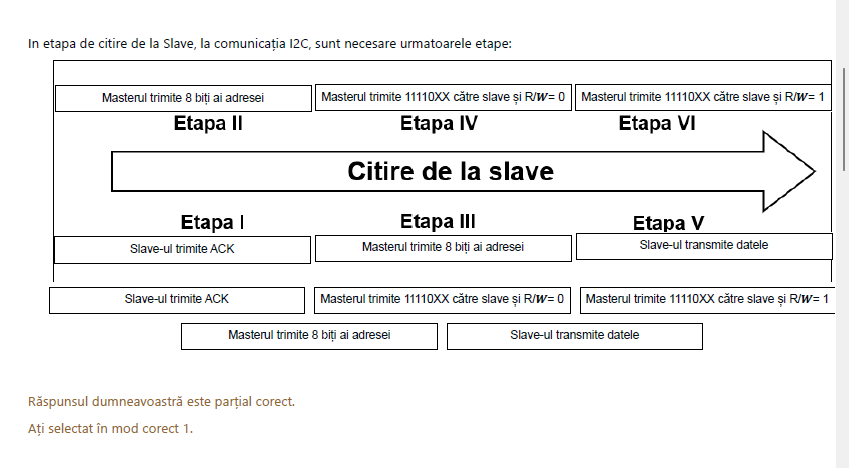 In etapa de citire de la Slave, la comunicația I2C, sunt necesare urmatoarele etape:
Masterul trimite 8 biți ai adresei
Masterul trimite 11110XX către slave și R/W= 0
Masterul trimite 11110XX către slave și R/W= 1
Etapa II
Etapa IV
Etapa VI
Citire de la slave
Etapa I
Etapa III
Etapa V
Slave-ul trimite ACK
Masterul trimite 8 biți ai adresei
Slave-ul transmite datele
Slave-ul trimite ACK
Masterul trimite 11110XX către slave și R/W= 0
Masterul trimite 11110XX către slave și R/W= 1
Masterul trimite 8 biți ai adresei
Slave-ul transmite datele
Răspunsul dumneavoastră este parțial corect.
Ați selectat în mod corect 1.